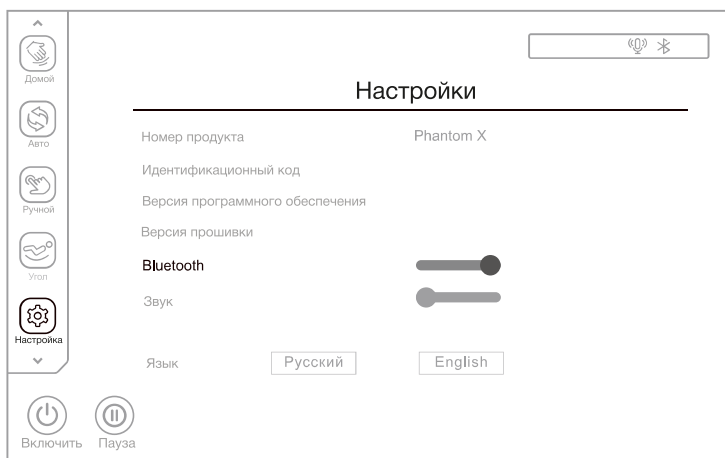 Домой
Авто
Ручной
Угол
Настройка
Настройки
Номер продукта Phantom X
Идентификационный код
Версия программного обеспечения
Версия прошивки
Bluetooth
Звук
Язык Русский English
Включить Пауза